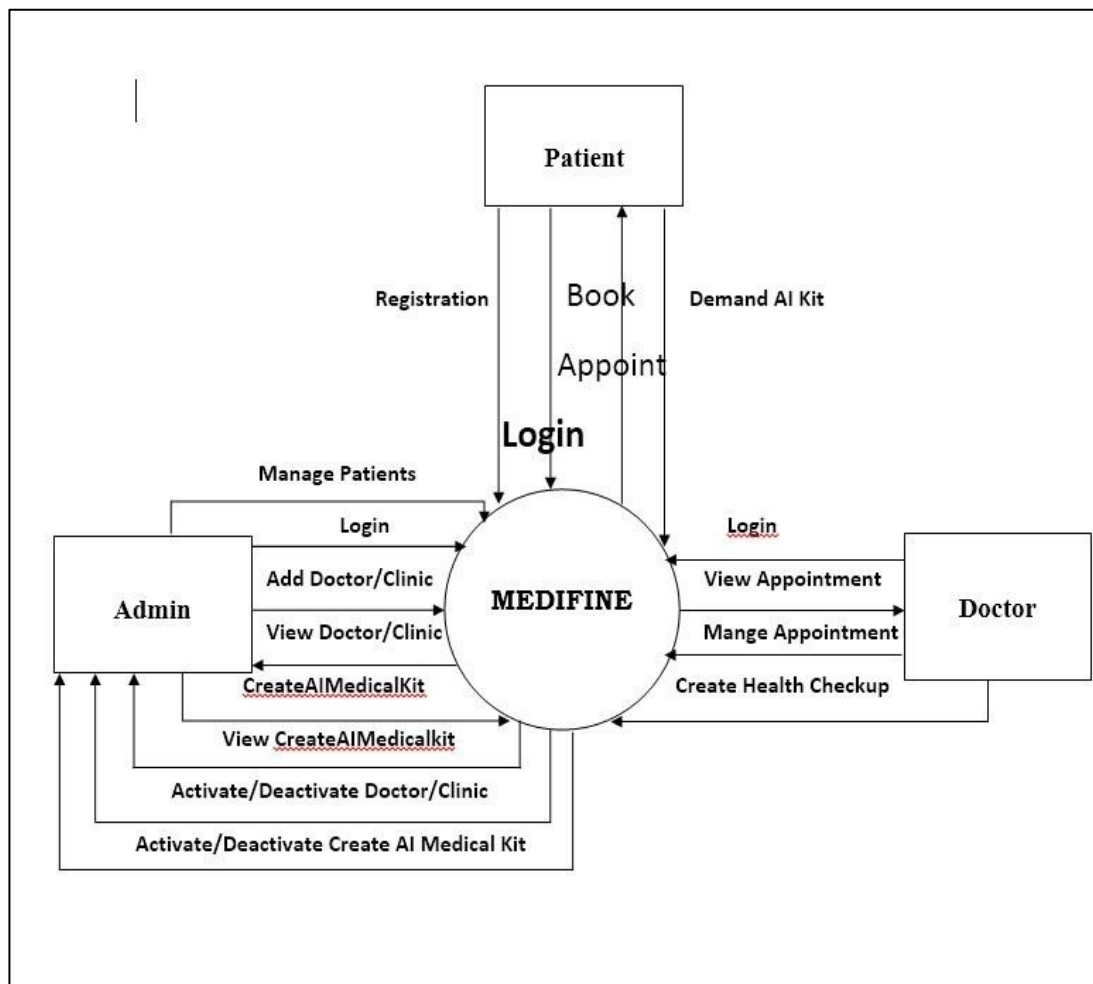 Patient
Registration
Book
Demand AI Kit
Appoint
Login
Manage Patients
Login
Login
Add Doctor/Clinic
View Appointment
MEDIFINE
Admin
Doctor
View Doctor/Clinic
Mange Appointment
CreateAIMedicalKit
Create Health Checkup
View CreateAIMedicalkit
Activate/Deactivate Doctor/Clinic
Activate/Deactivate Create AI Medical Kit